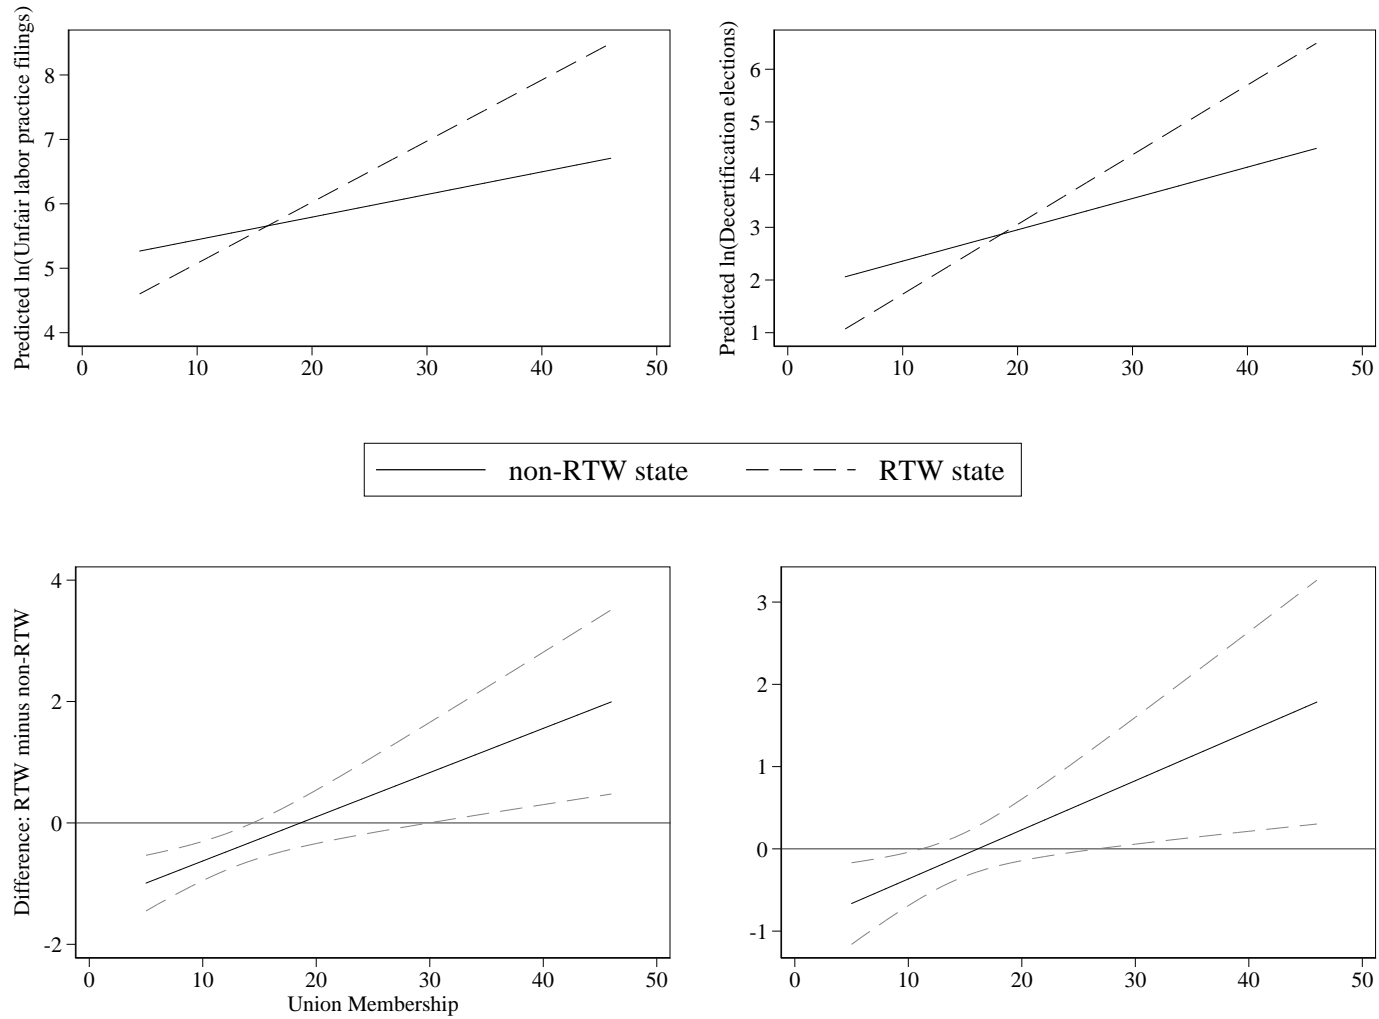 Predicted ln(Unfair labor practice filings)
8
7
6
5
4
0 10 20 30 40 50
Predicted ln(Decertification elections)
6
5
4
3
2
1
0 10 20 30 40 50
non-RTW state RTW state
Difference: RTW minus non-RTW
4
2
0
-2
0 10 20 30 40 50
Union Membership
3
2
1
0
-1
0 10 20 30 40 50